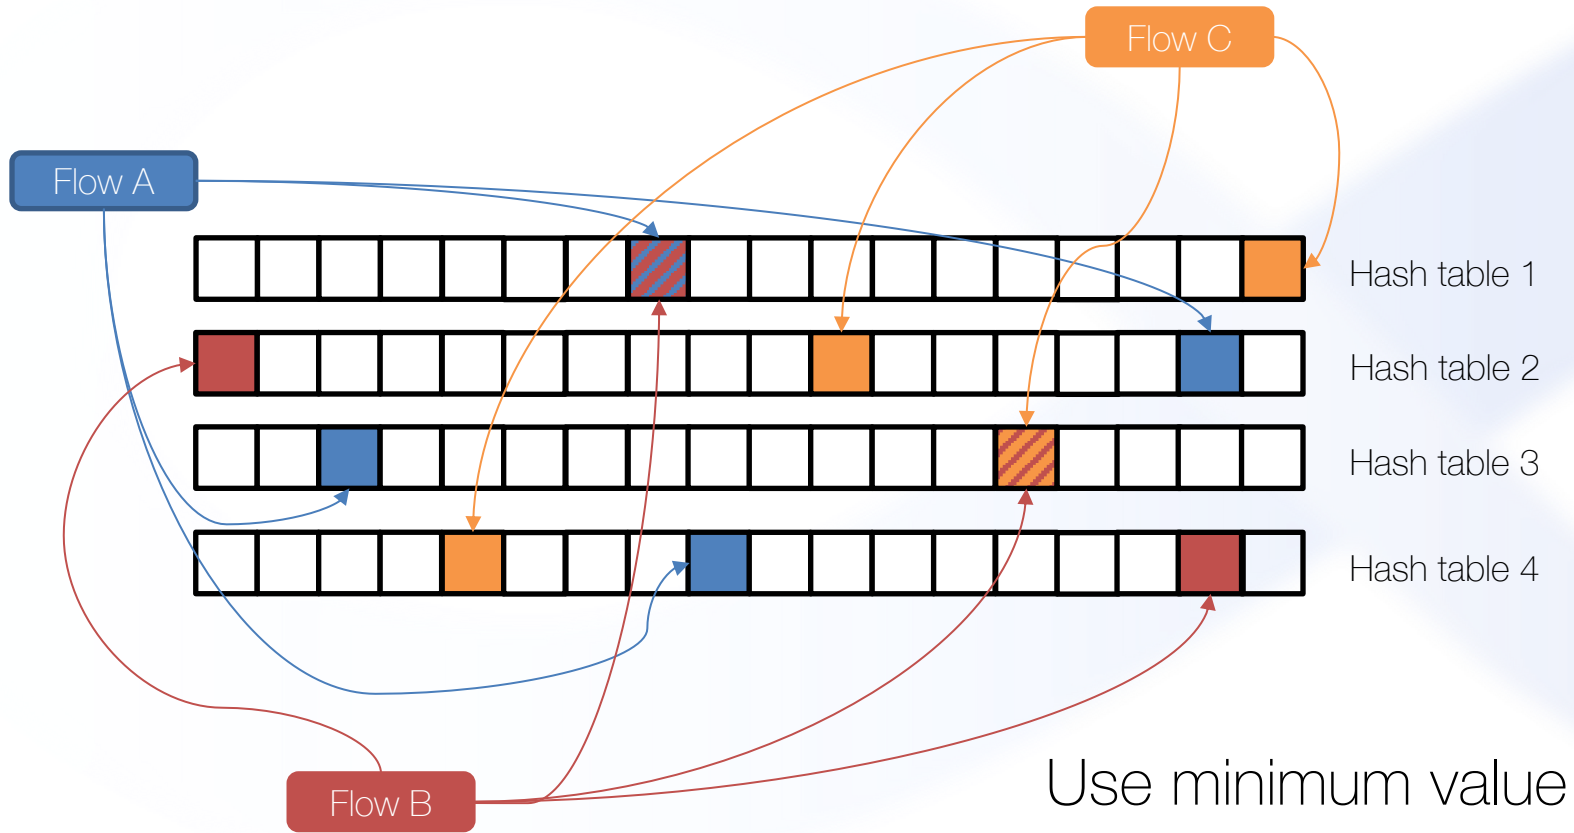 Flow C
Flow A
Hash table 1
Hash table 2
Hash table 3
Hash table 4
Use minimum value
Flow B